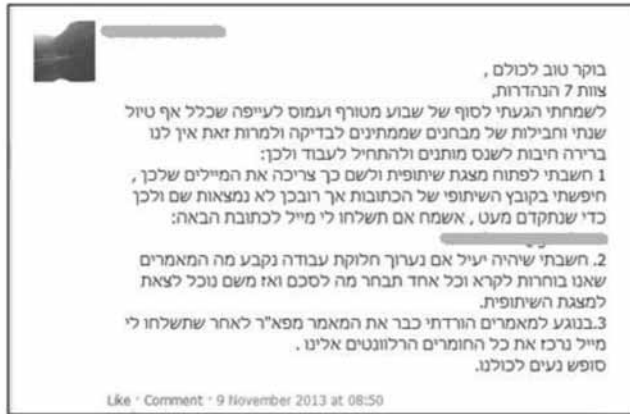 בוקר טוב לכולם ,
צוות 7 הנהדרות,
לשמחתי הגעתי לסוף של שבוע מטורף ועמוס לעייפה שכלל אף טיול
שנתי וחבילות של מבחנים שממתינים לבדיקה ולמרות זאת אין לנו
ברירה חיבות לשנס מותנים ולהתחיל לעבוד ולכן:
1 חשבתי לפתוח מצגת שיתופית ולשם כך צריכה את המיילים שלכן ,
חיפשתי בקובץ השיתופי של הכתובות אך רובכן לא נמצאות שם ולכן
כדי שנתקדם מעט , אשמח אם תשלחו לי מייל לכתובת הבאה:
2. חשבתי שיהיה יעיל אם נערוך חלוקת עבודה נקבע מה המאמרים
שאנו בוחרות לקרא וכל אחד תבחר מה לסכם ואז משם נוכל לצאת
למצגת השיתופית.
3.בנוגע למאמרים הורדתי כבר את המאמר מפא"ר לאחר שתשלחו לי
מייל נרכז את כל החומרים הרלוונטים אלינו .
סופש נעים לכולנו.
Like · Comment · 9 November 2013 at 08:50